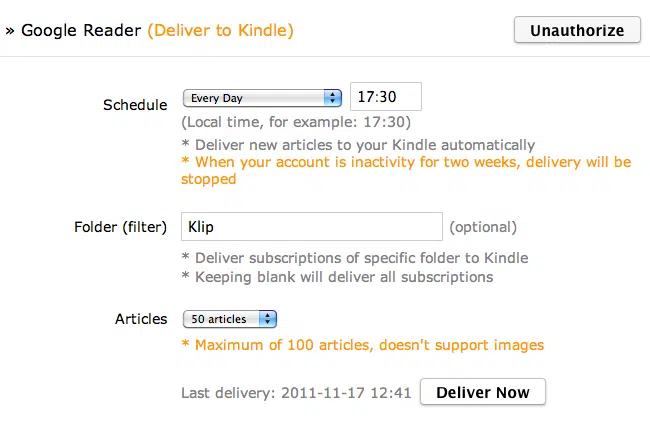 » Google Reader (Deliver to Kindle) Unauthorize
Schedule Every Day 17:30
(Local time, for example: 17:30)
* Deliver new articles to your Kindle automatically
* When your account is inactivity for two weeks, delivery will be
stopped
Folder (filter) Klip (optional)
* Deliver subscriptions of specific folder to Kindle
* Keeping blank will deliver all subscriptions
Articles 50 articles
* Maximum of 100 articles, doesn't support images
Last delivery: 2011-11-17 12:41 Deliver Now